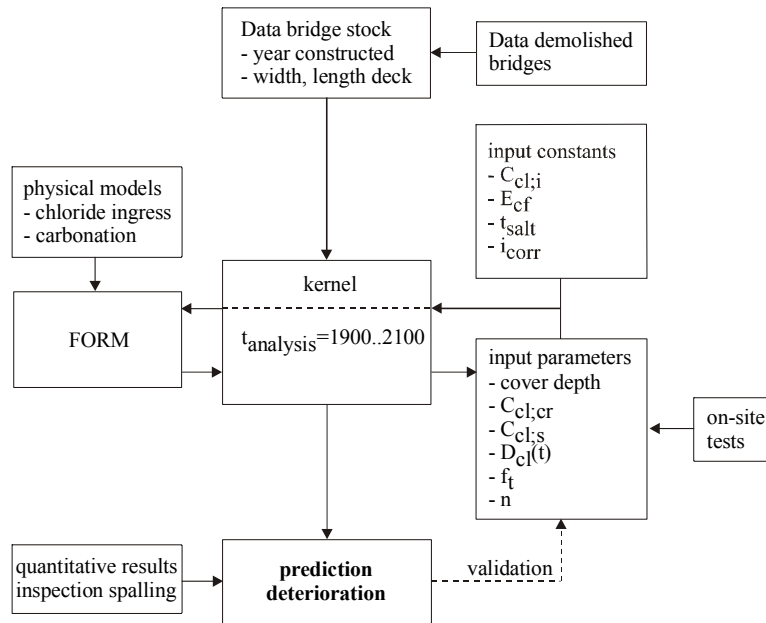 Data bridge stock
- year constructed
- width, length deck
Data demolished
bridges
input constants
- Ccl;i
- Ecf
- tsalt
- icorr
physical models
- chloride ingress
- carbonation
FORM
kernel
tanalysis=1900..2100
input parameters
- cover depth
- Ccl;cr
- Ccl;s
- Dcl(t)
- ft
- n
on-site
tests
quantitative results
inspection spalling
prediction
deterioration
validation